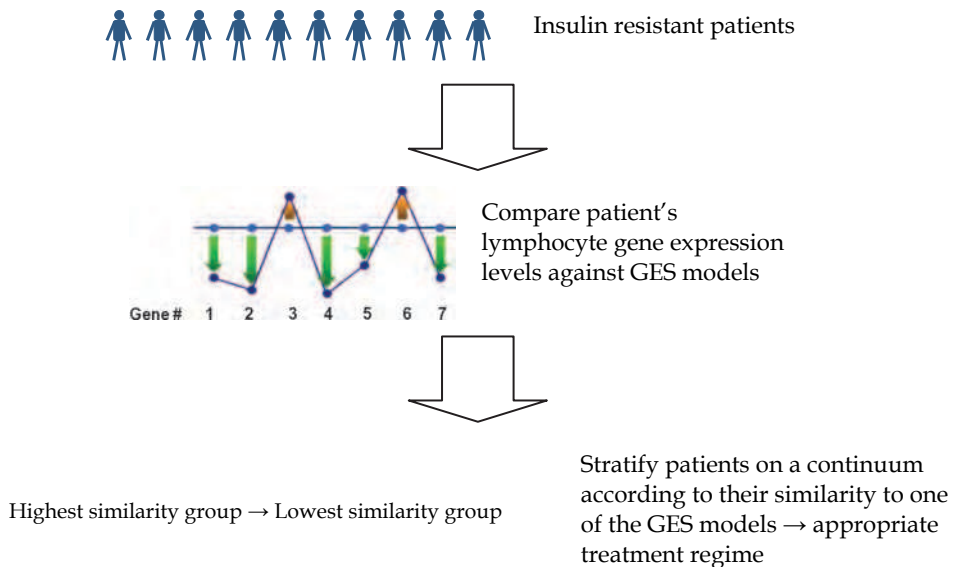 Insulin resistant patients
Compare patient's
lymphocyte gene expression
levels against GES models
Gene # 1 2 3 4 5 6 7
Stratify patients on a continuum
according to their similarity to one
of the GES models → appropriate
treatment regime
Highest similarity group → Lowest similarity group